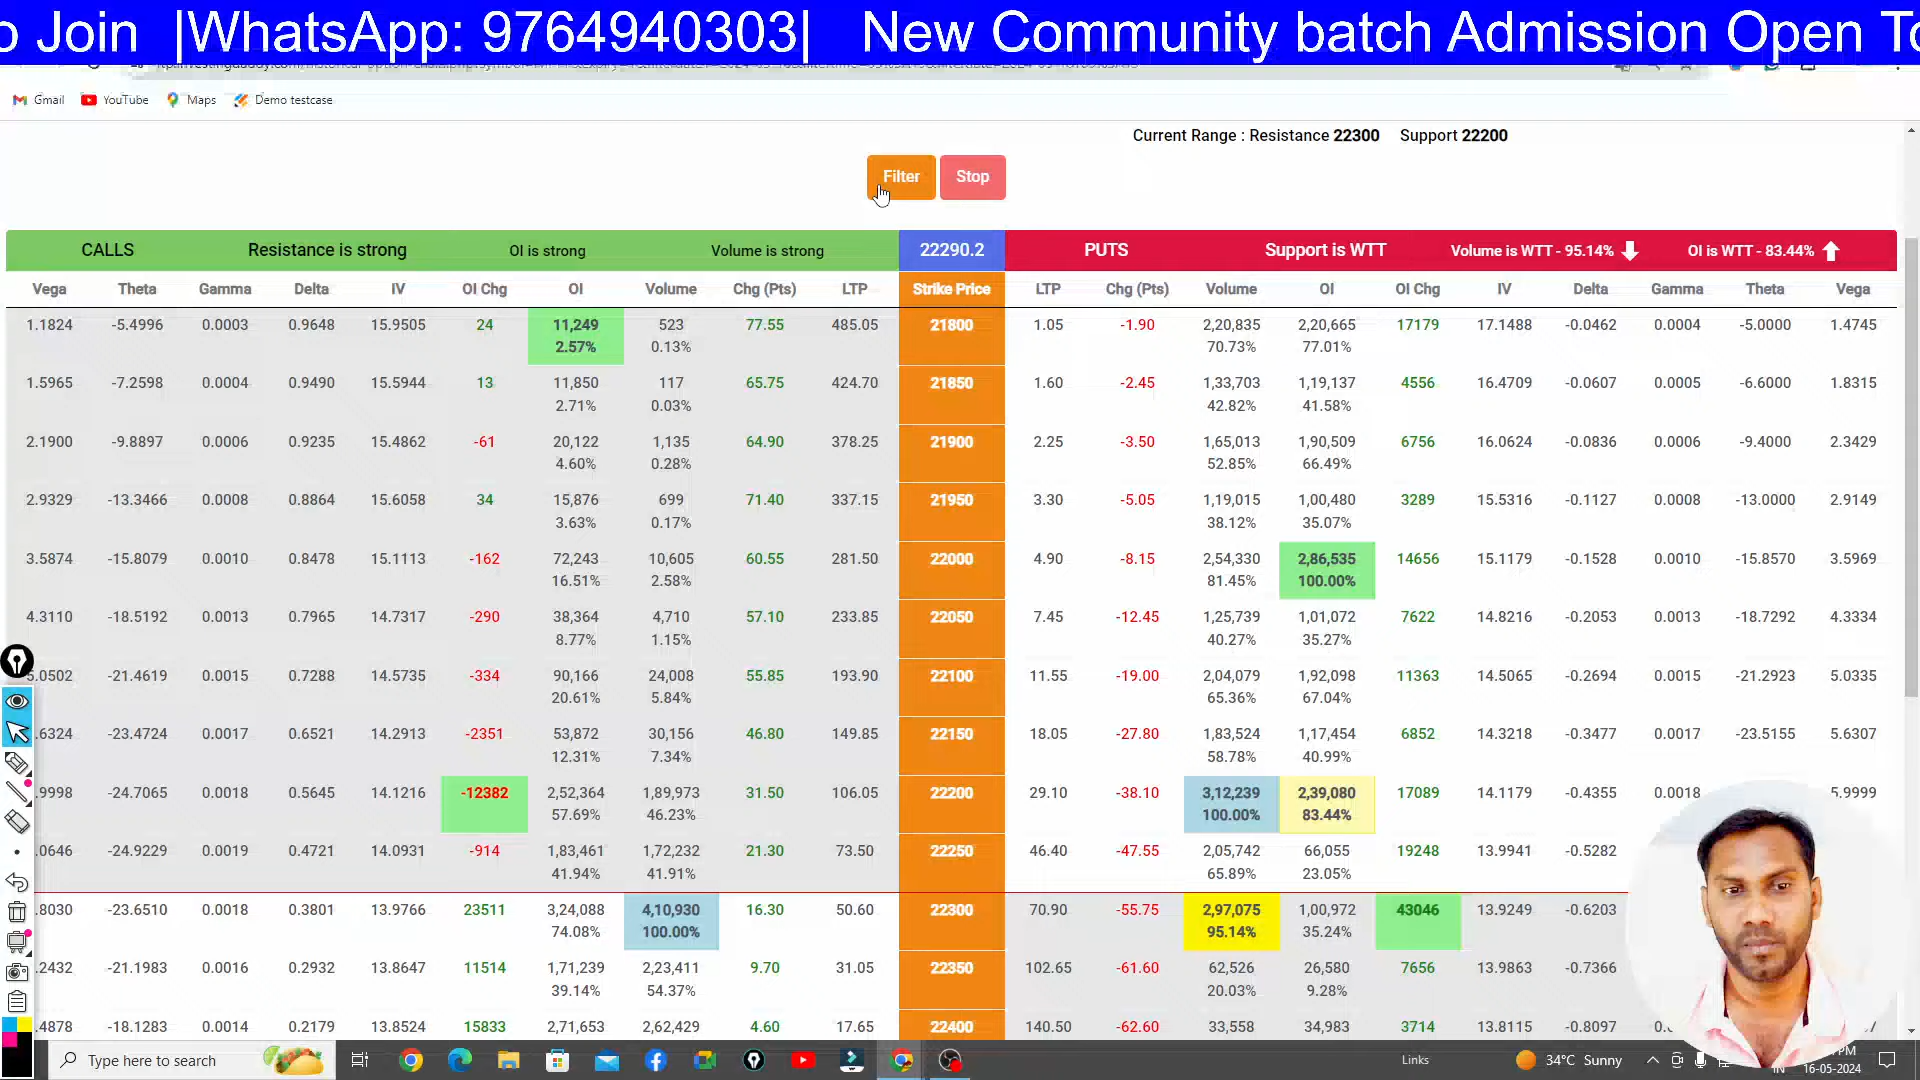 o Join |WhatsApp: 9764940303| New Community batch Admission Open To
Gmail YouTube Maps Demo testcase
Current Range : Resistance 22300 Support 22200
Filter Stop
CALLS Resistance is strong OI is strong Volume is strong 22290.2 PUTS Support is WTT Volume is WTT - 95.14% OI is WTT - 83.44%
Vega Theta Gamma Delta IV OI Chg OI Volume Chg (Pts) LTP Strike Price LTP Chg (Pts) Volume OI OI Chg IV Delta Gamma Theta Vega
1.1824 -5.4996 0.0003 0.9648 15.9505 24 11,249 523 77.55 485.05 21800 1.05 -1.90 2,20,835 2,20,665 17179 17.1488 -0.0462 0.0004 -5.0000 1.4745
2.57% 0.13% 70.73% 77.01%
1.5965 -7.2598 0.0004 0.9490 15.5944 13 11,850 117 65.75 424.70 21850 1.60 -2.45 1,33,703 1,19,137 4556 16.4709 -0.0607 0.0005 -6.6000 1.8315
2.71% 0.03% 42.82% 41.58%
2.1900 -9.8897 0.0006 0.9235 15.4862 -61 20,122 1,135 64.90 378.25 21900 2.25 -3.50 1,65,013 1,90,509 6756 16.0624 -0.0836 0.0006 -9.4000 2.3429
4.60% 0.28% 52.85% 66.49%
2.9329 -13.3466 0.0008 0.8864 15.6058 34 15,876 699 71.40 337.15 21950 3.30 -5.05 1,19,015 1,00,480 3289 15.5316 -0.1127 0.0008 -13.0000 2.9149
3.63% 0.17% 38.12% 35.07%
3.5874 -15.8079 0.0010 0.8478 15.1113 -162 72,243 10,605 60.55 281.50 22000 4.90 -8.15 2,54,330 2,86,535 14656 15.1179 -0.1528 0.0010 -15.8570 3.5969
16.51% 2.58% 81.45% 100.00%
4.3110 -18.5192 0.0013 0.7965 14.7317 -290 38,364 4,710 57.10 233.85 22050 7.45 -12.45 1,25,739 1,01,072 7622 14.8216 -0.2053 0.0013 -18.7292 4.3334
8.77% 1.15% 40.27% 35.27%
5.0502 -21.4619 0.0015 0.7288 14.5735 -334 90,166 24,008 55.85 193.90 22100 11.55 -19.00 2,04,079 1,92,098 11363 14.5065 -0.2694 0.0015 -21.2923 5.0335
20.61% 5.84% 65.36% 67.04%
.6324 -23.4724 0.0017 0.6521 14.2913 -2351 53,872 30,156 46.80 149.85 22150 18.05 -27.80 1,83,524 1,17,454 6852 14.3218 -0.3477 0.0017 -23.5155 5.6307
12.31% 7.34% 58.78% 40.99%
.9998 -24.7065 0.0018 0.5645 14.1216 -12382 2,52,364 1,89,973 31.50 106.05 22200 29.10 -38.10 3,12,239 2,39,080 17089 14.1179 -0.4355 0.0018 5.9999
57.69% 46.23% 100.00% 83.44%
.0646 -24.9229 0.0019 0.4721 14.0931 -914 1,83,461 1,72,232 21.30 73.50 22250 46.40 -47.55 2,05,742 66,055 19248 13.9941 -0.5282
41.94% 41.91% 65.89% 23.05%
.8030 -23.6510 0.0018 0.3801 13.9766 23511 3,24,088 4,10,930 16.30 50.60 22300 70.90 -55.75 2,97,075 1,00,972 43046 13.9249 -0.6203
74.08% 100.00% 95.14% 35.24%
.2432 -21.1983 0.0016 0.2932 13.8647 11514 1,71,239 2,23,411 9.70 31.05 22350 102.65 -61.60 62,526 26,580 7656 13.9863 -0.7366
39.14% 54.37% 20.03% 9.28%
.4878 -18.1283 0.0014 0.2179 13.8524 15833 2,71,653 2,62,429 4.60 17.65 22400 140.50 -62.60 33,558 34,983 3714 13.8115 -0.8097
Type here to search Links 34°C Sunny PM
16-05-2024